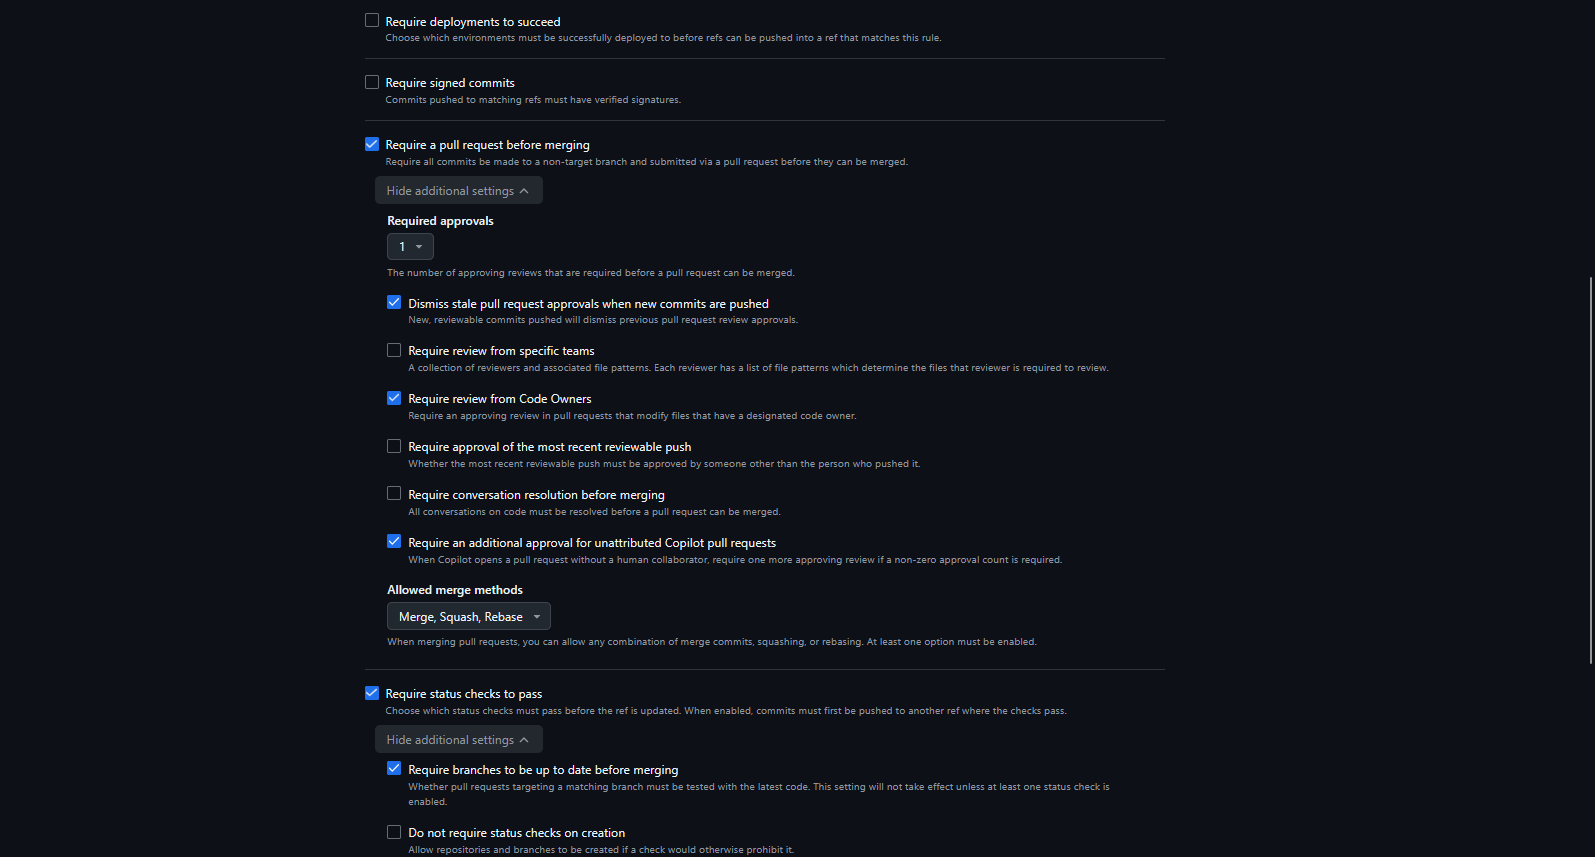 Require deployments to succeed
Choose which environments must be successfully deployed to before refs can be pushed into a ref that matches this rule.
Require signed commits
Commits pushed to matching refs must have verified signatures.
Require a pull request before merging
Require all commits be made to a non-target branch and submitted via a pull request before they can be merged.
Hide additional settings
Required approvals
1
The number of approving reviews that are required before a pull request can be merged.
Dismiss stale pull request approvals when new commits are pushed
New, reviewable commits pushed will dismiss previous pull request review approvals.
Require review from specific teams
A collection of reviewers and associated file patterns. Each reviewer has a list of file patterns which determine the files that reviewer is required to review.
Require review from Code Owners
Require an approving review in pull requests that modify files that have a designated code owner.
Require approval of the most recent reviewable push
Whether the most recent reviewable push must be approved by someone other than the person who pushed it.
Require conversation resolution before merging
All conversations on code must be resolved before a pull request can be merged.
Require an additional approval for unattributed Copilot pull requests
When Copilot opens a pull request without a human collaborator, require one more approving review if a non-zero approval count is required.
Allowed merge methods
Merge, Squash, Rebase
When merging pull requests, you can allow any combination of merge commits, squashing, or rebasing. At least one option must be enabled.
Require status checks to pass
Choose which status checks must pass before the ref is updated. When enabled, commits must first be pushed to another ref where the checks pass.
Hide additional settings
Require branches to be up to date before merging
Whether pull requests targeting a matching branch must be tested with the latest code. This setting will not take effect unless at least one status check is
enabled.
Do not require status checks on creation
Allow repositories and branches to be created if a check would otherwise prohibit it.